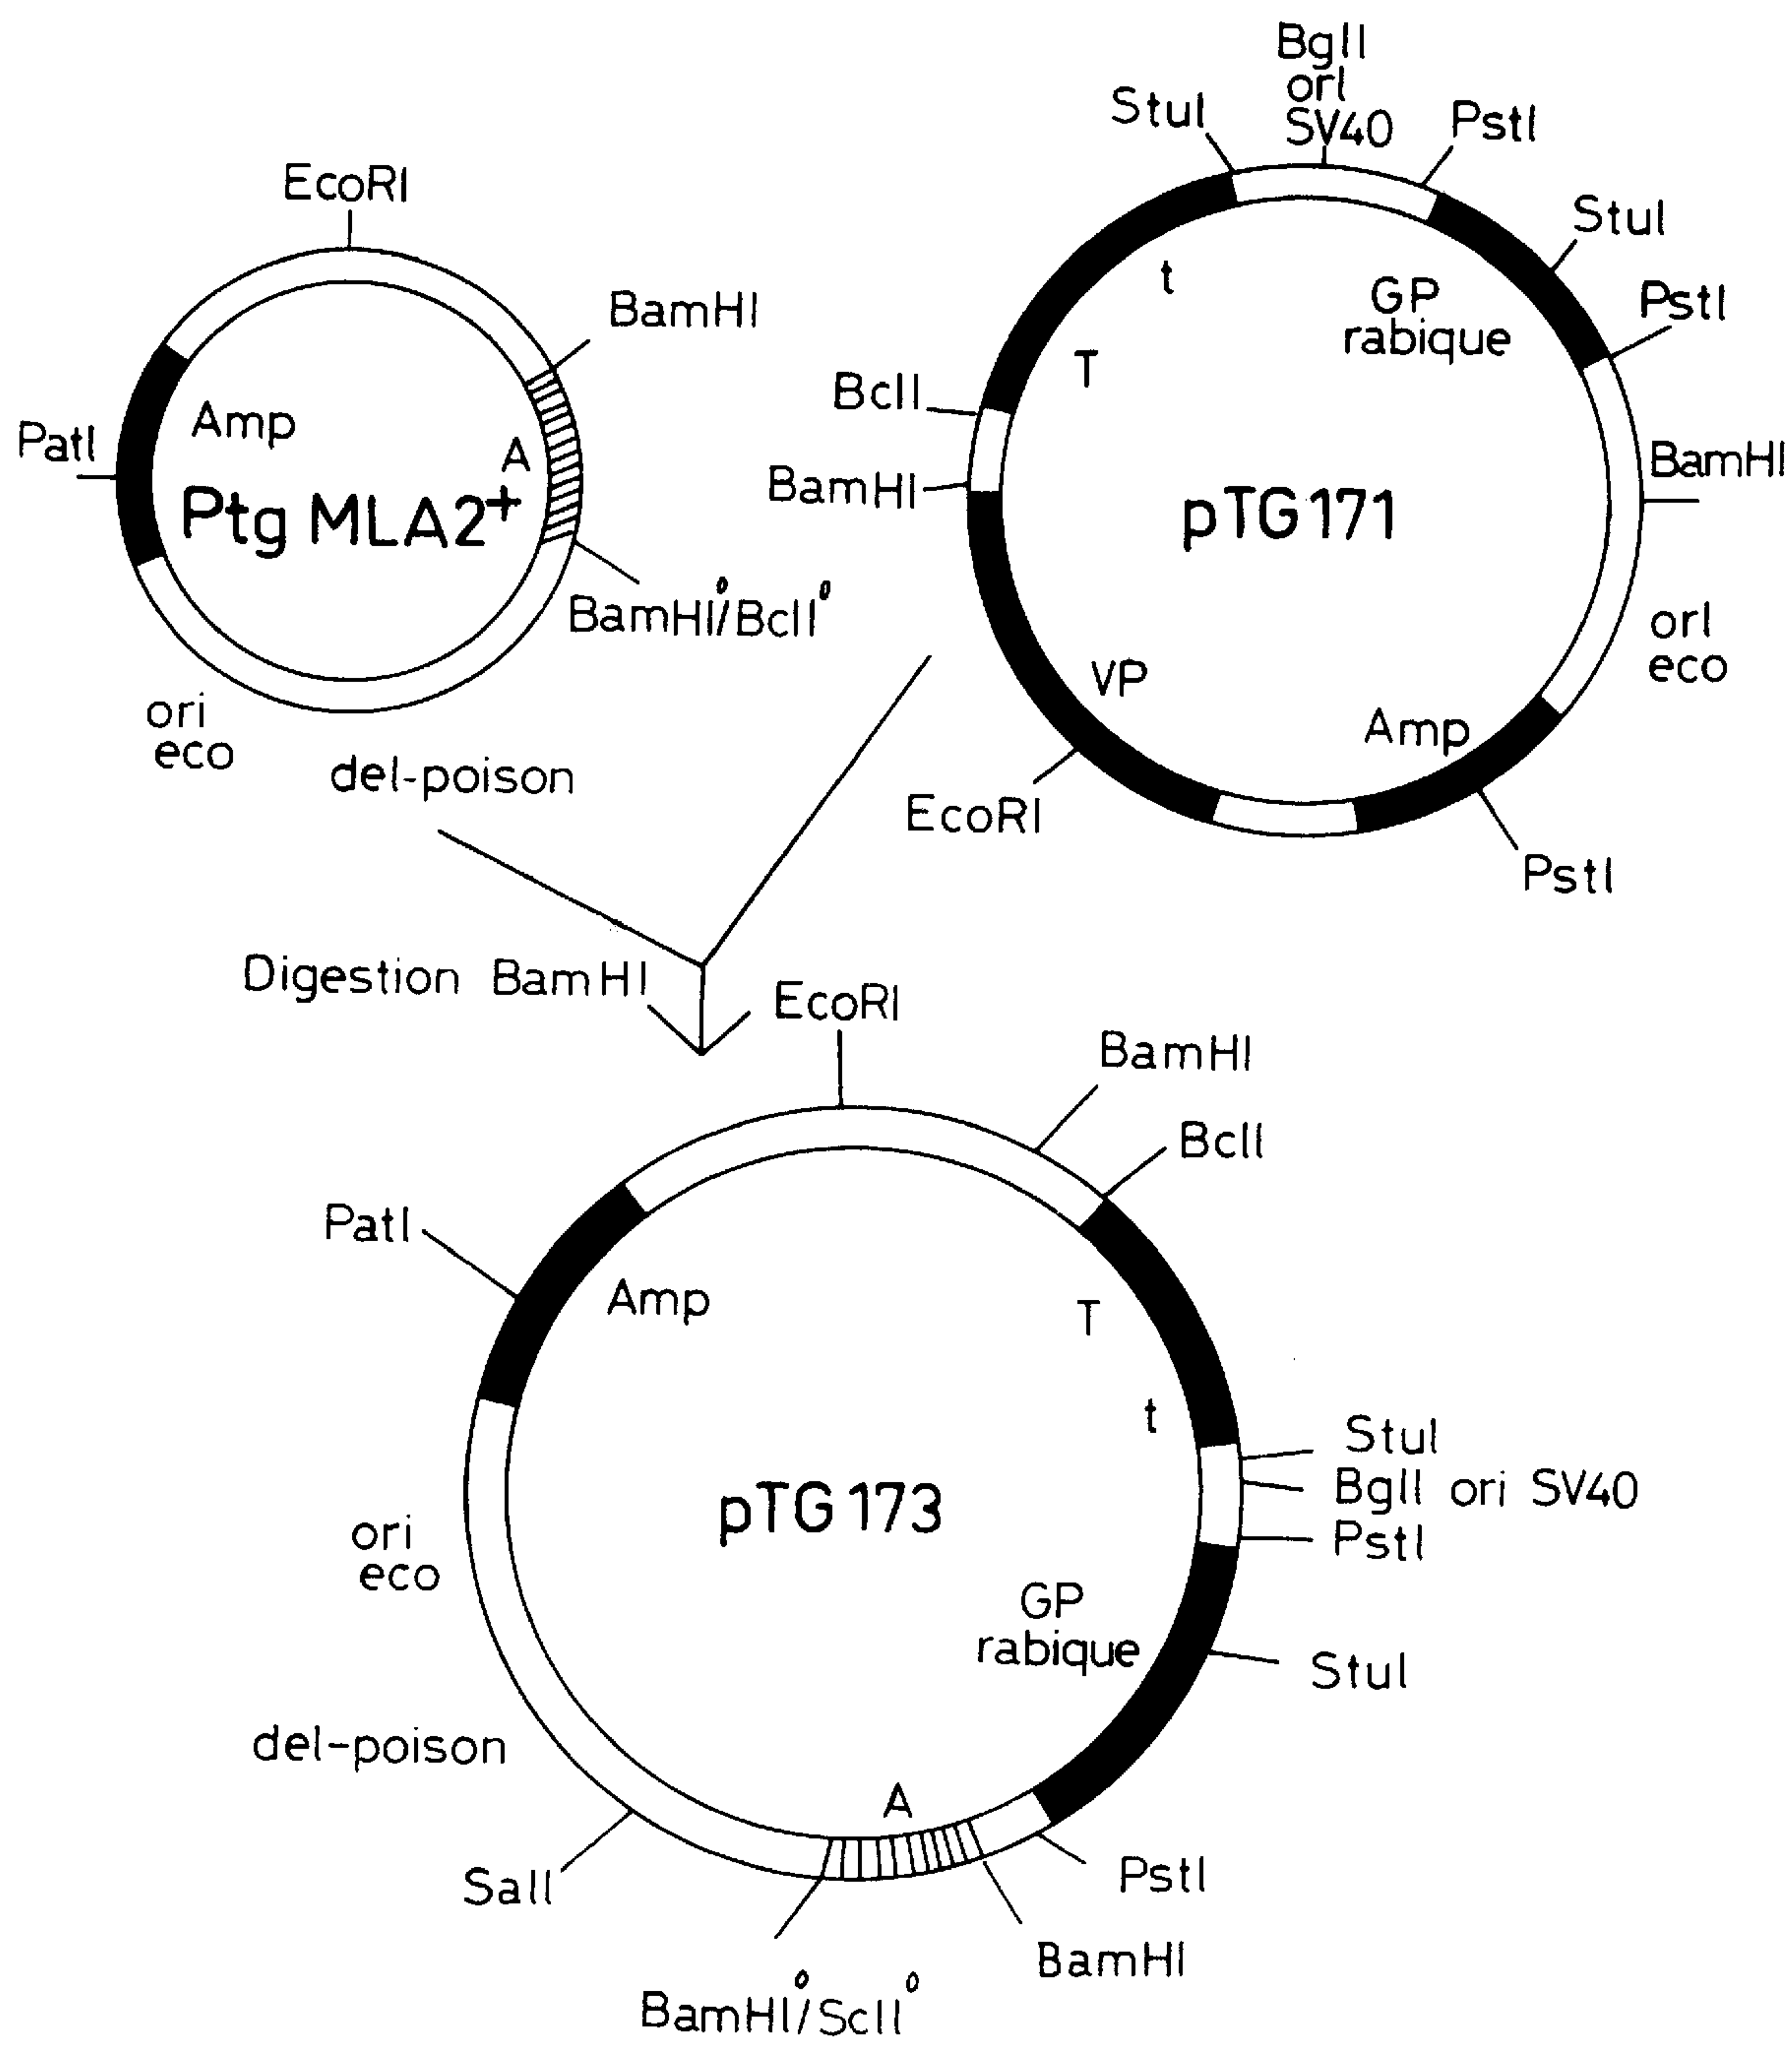 EcoRI
BamHI
PatI
Amp
A
Ptg MLA2+
BamHI°/BclI°
ori
eco
del-poison
BglI
orI
SV40
StuI
PstI
StuI
PstI
GP
rabique
t
T
BclI
BamHI
BamHI
pTG171
orI
eco
VP
Amp
EcoRI
PstI
Digestion BamHI
EcoRI
BamHI
BclI
PatI
Amp
T
t
StuI
BglI ori SV40
PstI
pTG173
ori
eco
GP
rabique
StuI
del-poison
A
SalI
PstI
BamHI
BamHI°/ScII°